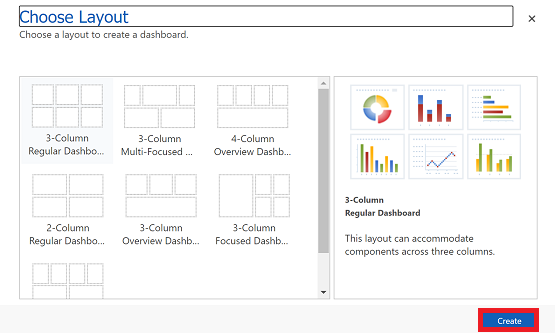 Choose Layout
Choose a layout to create a dashboard.
3-Column
Regular Dashbo...
3-Column
Multi-Focused ...
4-Column
Overview Dashb...
2-Column
Regular Dashbo...
3-Column
Overview Dashb...
3-Column
Focused Dashb...
3-Column
Regular Dashboard
This layout can accommodate
components across three columns.
Create